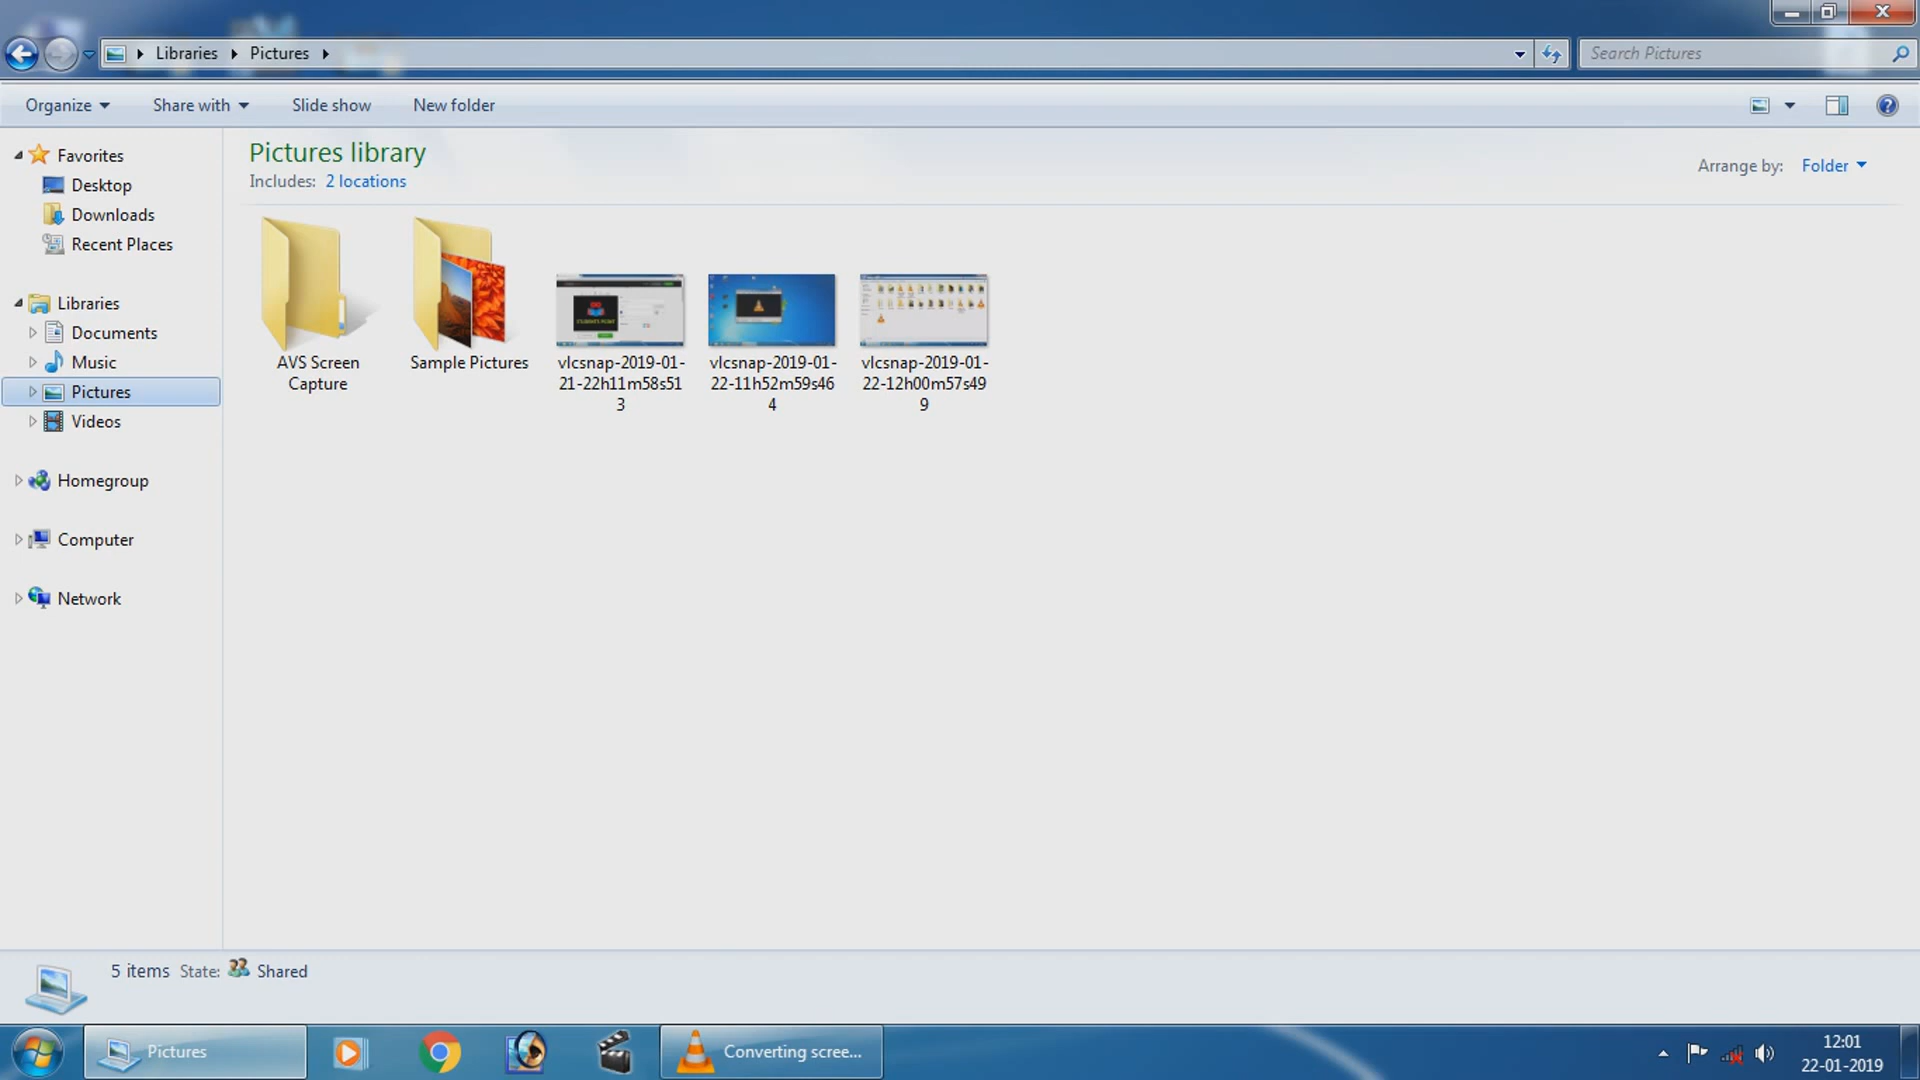 Libraries
Pictures
Search Pictures
Organize
Share with
Slide show
New folder
Favorites
Desktop
Downloads
Recent Places
Libraries
Documents
Music
Pictures
Videos
Homegroup
Computer
Network
Pictures library
Includes: 2 locations
Arrange by: Folder
AVS Screen
Capture
Sample Pictures
vlcsnap-2019-01-
21-22h11m58s51
3
vlcsnap-2019-01-
22-11h52m59s46
4
vlcsnap-2019-01-
22-12h00m57s49
9
5 items State: Shared
Pictures
Converting scree...
12:01
22-01-2019